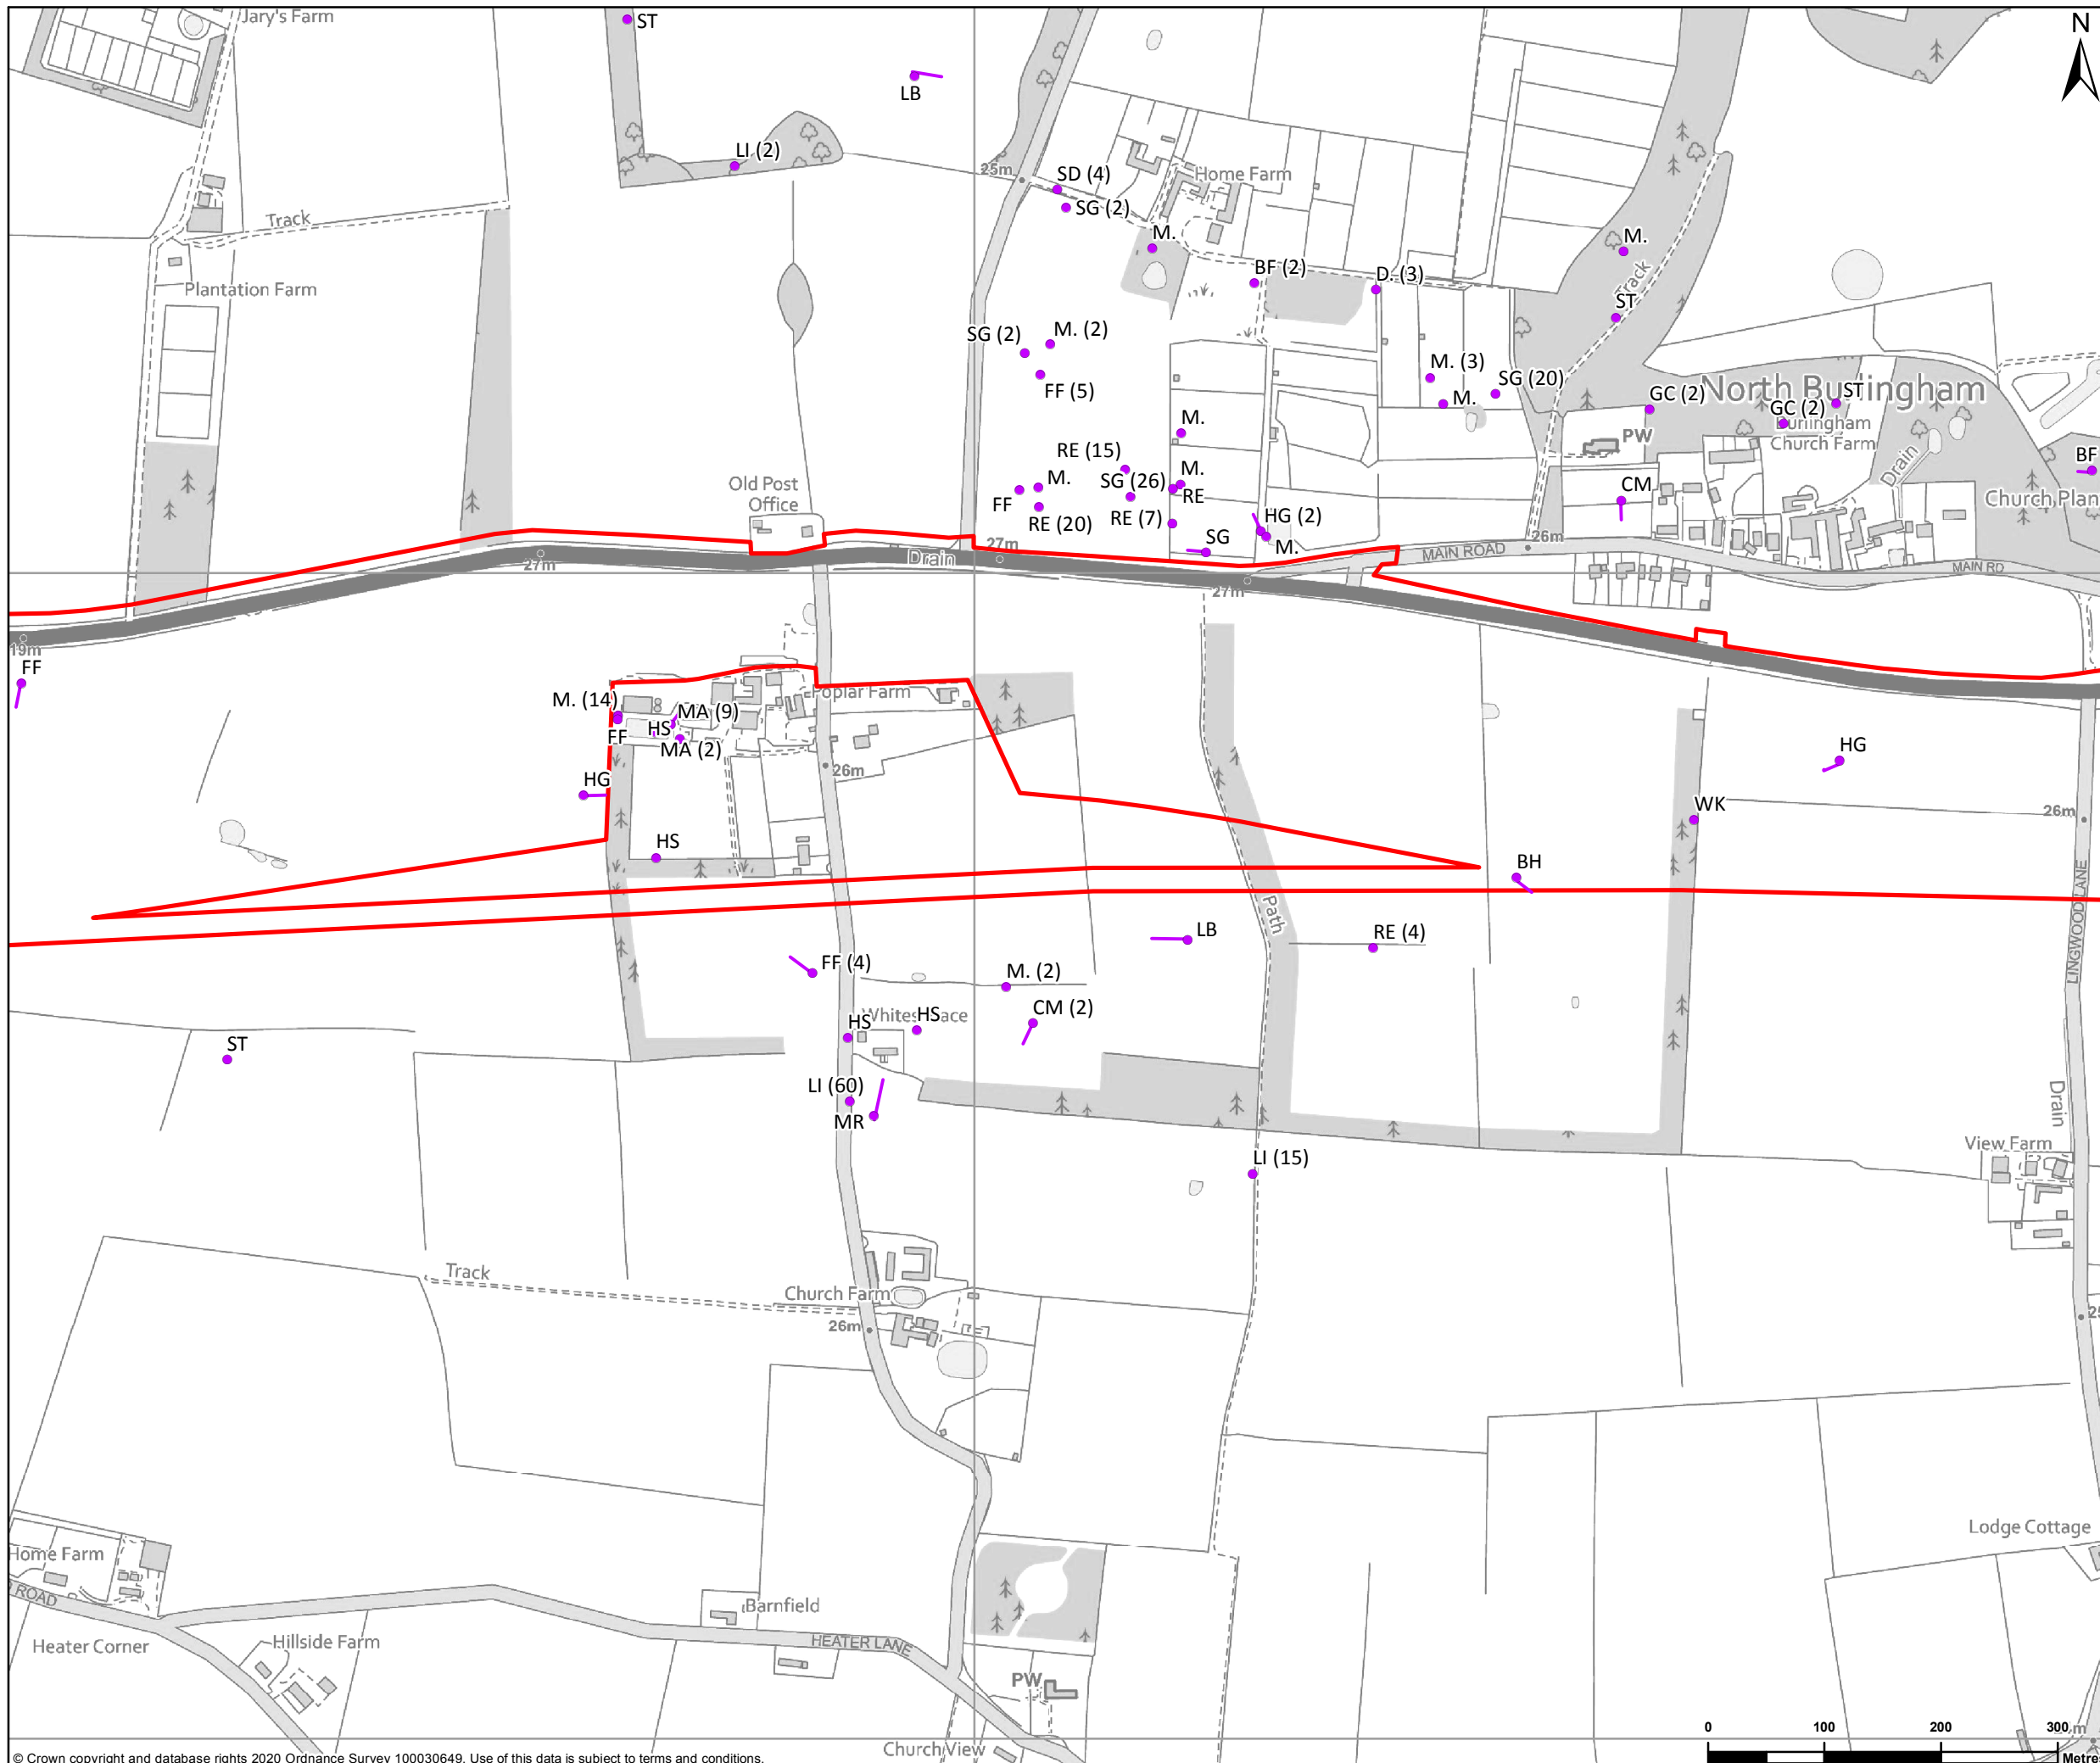 Jary's Farm
ST
N
LB
LI (2)
25m
SD (4)
Home Farm
SG (2)
Track
M.
M.
Plantation Farm
BF (2)
D. (3)
Track
ST
SG (2)
M. (2)
FF (5)
M. (3)
SG (20)
M.
North Burlingham
GC (2)
ST
GC (2)
Burlingham
Church Farm
M.
PW
RE (15)
BF
Old Post
Office
M.
SG (26)
M.
RE
Drain
CM
Church Plan
FF
RE (20)
RE (7)
HG (2)
SG
M.
27m
26m
MAIN ROAD
Drain
27m
MAIN RD
27m
19m
FF
Poplar Farm
M. (14)
MA (9)
HS
FF
MA (2)
26m
HG
HG
WK
26m
HS
BH
LINGWOOD LANE
Path
LB
RE (4)
FF (4)
M. (2)
CM (2)
Whites Place
HS
HS
ST
LI (60)
MR
Drain
View Farm
LI (15)
Track
Church Farm
26m
Lodge Cottage
Home Farm
ROAD
Barnfield
Heater Corner
Hillside Farm
HEATER LANE
PW
0 100 200 300 m
Church View
Metre
© Crown copyright and database rights 2020 Ordnance Survey 100030649. Use of this data is subject to terms and conditions.